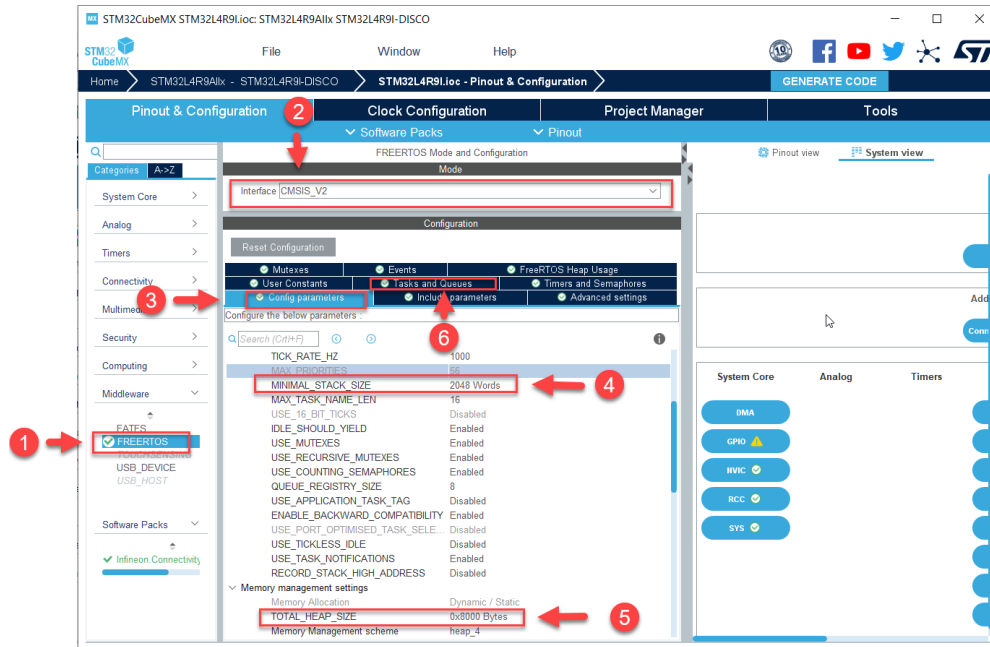 MX STM32CubeMX STM32L4R9I.ioc: STM32L4R9AIIx STM32L4R9I-DISCO
STM32
CubeMX
File Window Help
10
Home STM32L4R9AIIx - STM32L4R9I-DISCO STM32L4R9I.ioc - Pinout & Configuration GENERATE CODE
Pinout & Configuration Clock Configuration Project Manager Tools
2
Software Packs Pinout
FREERTOS Mode and Configuration
Pinout view System view
Categories A->Z
Mode
Interface CMSIS_V2
System Core
Analog
Timers
Connectivity
Multimed
Security
Computing
Middleware
FATFS
FREERTOS
TOUCHSENSING
USB_DEVICE
USB_HOST
Software Packs
Infineon.Connectivity
1
3
Configuration
Reset Configuration
Mutexes Events FreeRTOS Heap Usage
User Constants Tasks and Queues Timers and Semaphores
Config parameters Include parameters Advanced settings
Configure the below parameters :
6
Search (Crtl+F)
TICK_RATE_HZ 1000
MAX_PRIORITIES 56
MINIMAL_STACK_SIZE 2048 Words
4
MAX_TASK_NAME_LEN 16
USE_16_BIT_TICKS Disabled
IDLE_SHOULD_YIELD Enabled
USE_MUTEXES Enabled
USE_RECURSIVE_MUTEXES Enabled
USE_COUNTING_SEMAPHORES Enabled
QUEUE_REGISTRY_SIZE 8
USE_APPLICATION_TASK_TAG Disabled
ENABLE_BACKWARD_COMPATIBILITY Enabled
USE_PORT_OPTIMISED_TASK_SELE... Disabled
USE_TICKLESS_IDLE Disabled
USE_TASK_NOTIFICATIONS Enabled
RECORD_STACK_HIGH_ADDRESS Disabled
Memory management settings
Memory Allocation Dynamic / Static
TOTAL_HEAP_SIZE 0x8000 Bytes
5
Memory Management scheme heap_4
Add
Conn
System Core Analog Timers
DMA
GPIO
NVIC
RCC
SYS